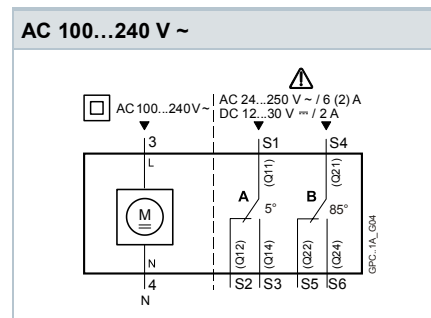 AC 100...240 V ~
AC 100...240V~
AC 24...250 V ~ / 6 (2) A
DC 12...30 V ⎓ / 2 A
3 S1 S4
L (Q11) (Q21)
A 5° B 85°
M
N (Q12) (Q14) (Q22) (Q24)
4 S2 S3 S5 S6
N
GPC..1A_G04